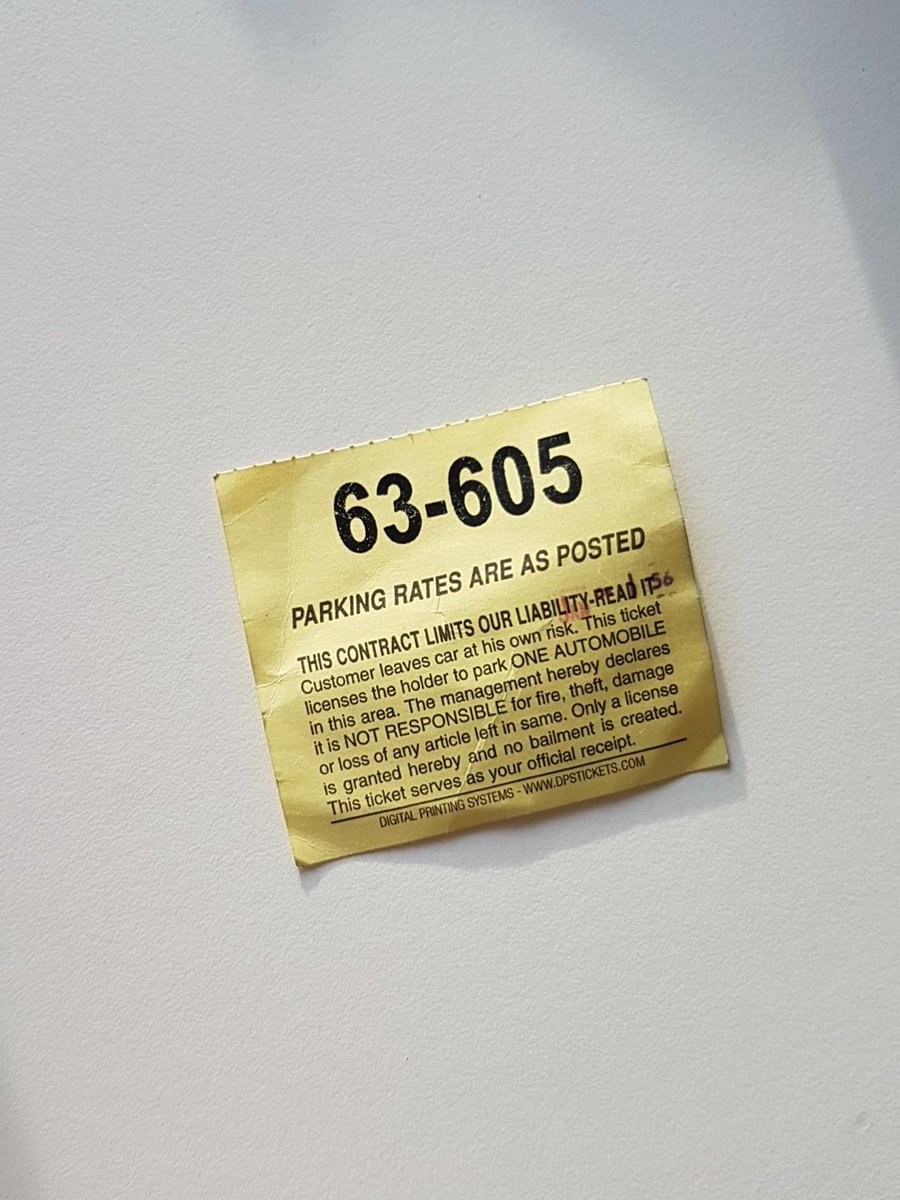 63-605
PARKING RATES ARE AS POSTED
THIS CONTRACT LIMITS OUR LIABILITY-READ IT
Customer leaves car at his own risk. This ticket
licenses the holder to park ONE AUTOMOBILE
in this area. The management hereby declares
it is NOT RESPONSIBLE for fire, theft, damage
or loss of any article left in same. Only a license
is granted hereby and no bailment is created.
This ticket serves as your official receipt.
DIGITAL PRINTING SYSTEMS - WWW.DPSTICKETS.COM